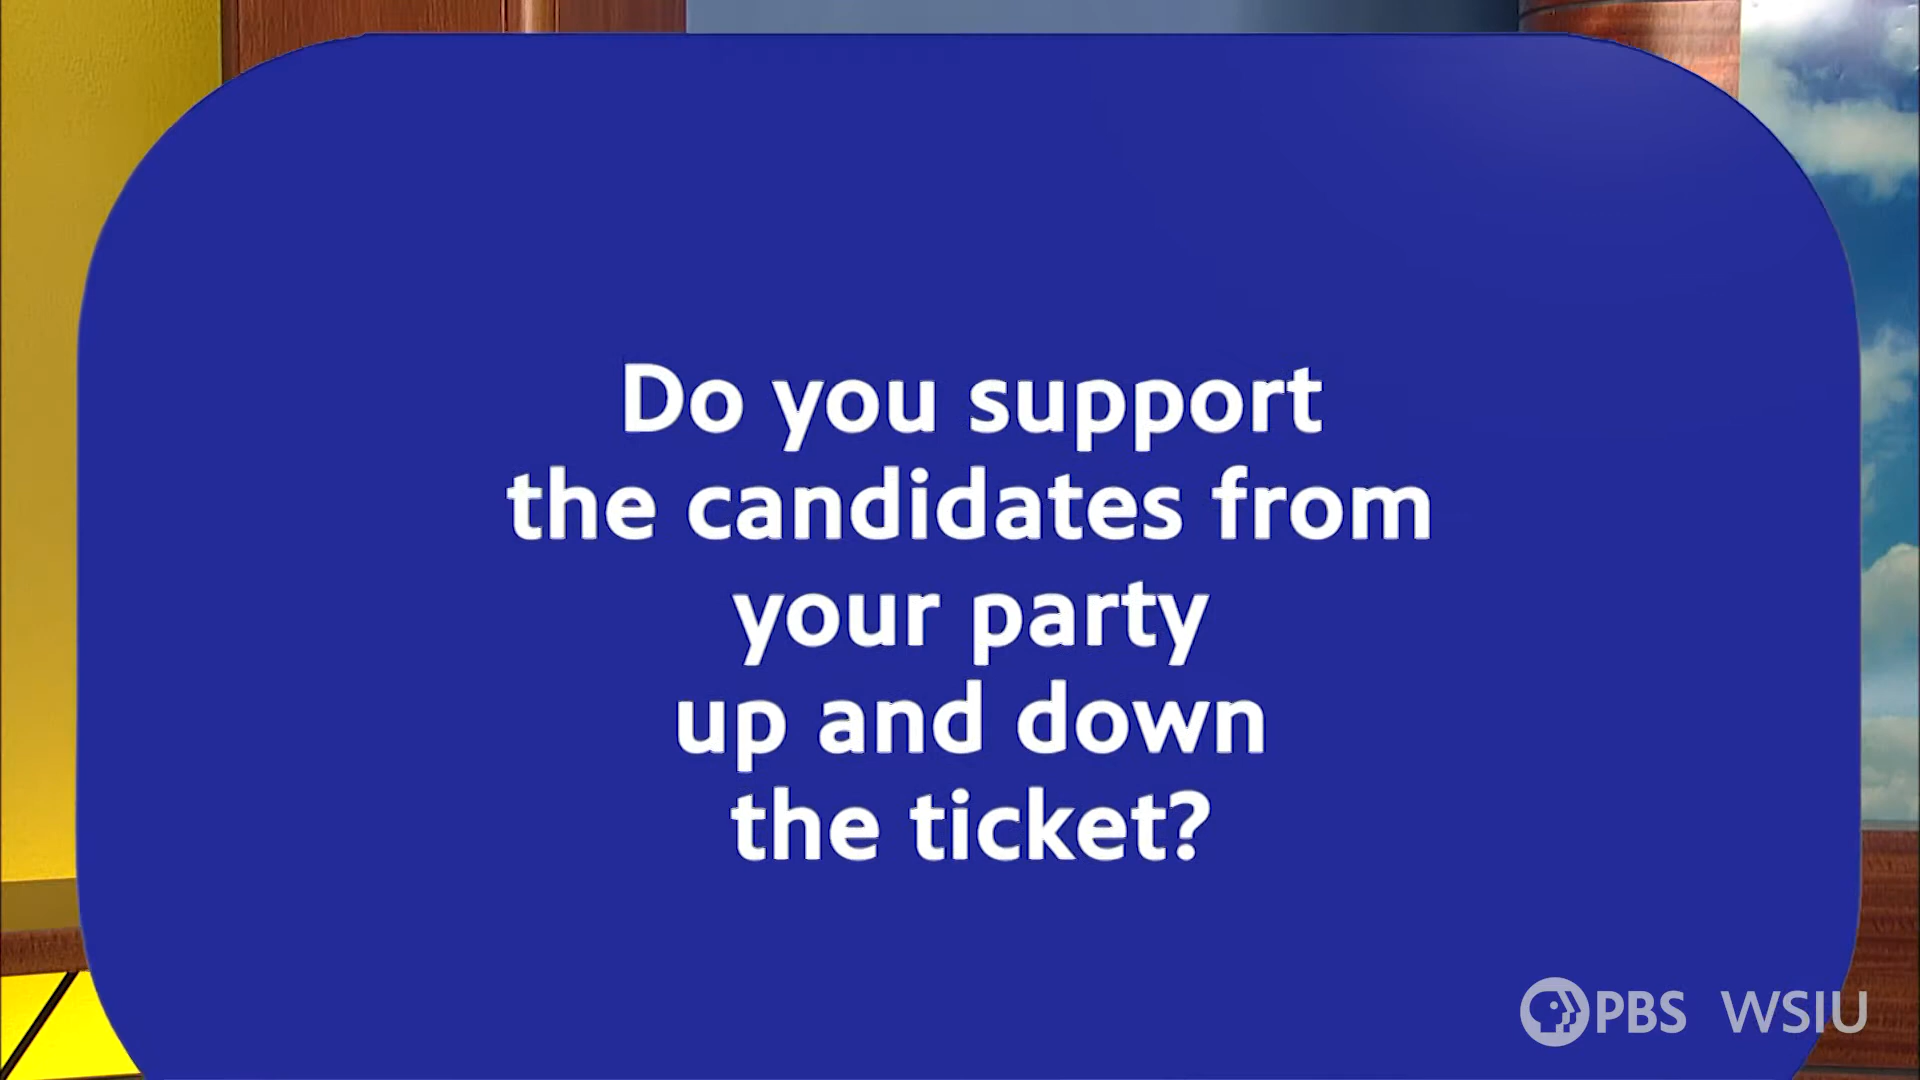 Do you support
the candidates from
your party
up and down
the ticket?
PBS WSIU